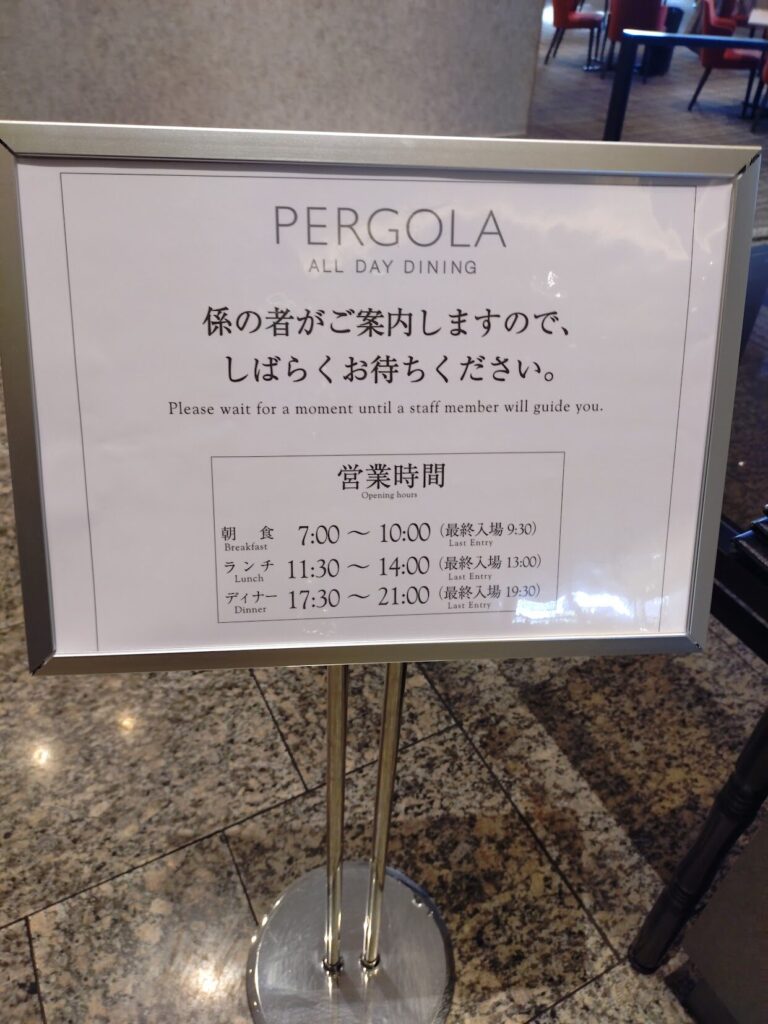 PERGOLA
ALL DAY DINING
係の者がご案内しますので、
しばらくお待ちください。
Please wait for a moment until a staff member will guide you.
営業時間
Opening hours
朝 食 7:00 〜 10:00 (最終入場 9:30)
Breakfast Last Entry
ランチ 11:30 〜 14:00 (最終入場 13:00)
Lunch Last Entry
ディナー 17:30 〜 21:00 (最終入場 19:30)
Dinner Last Entry